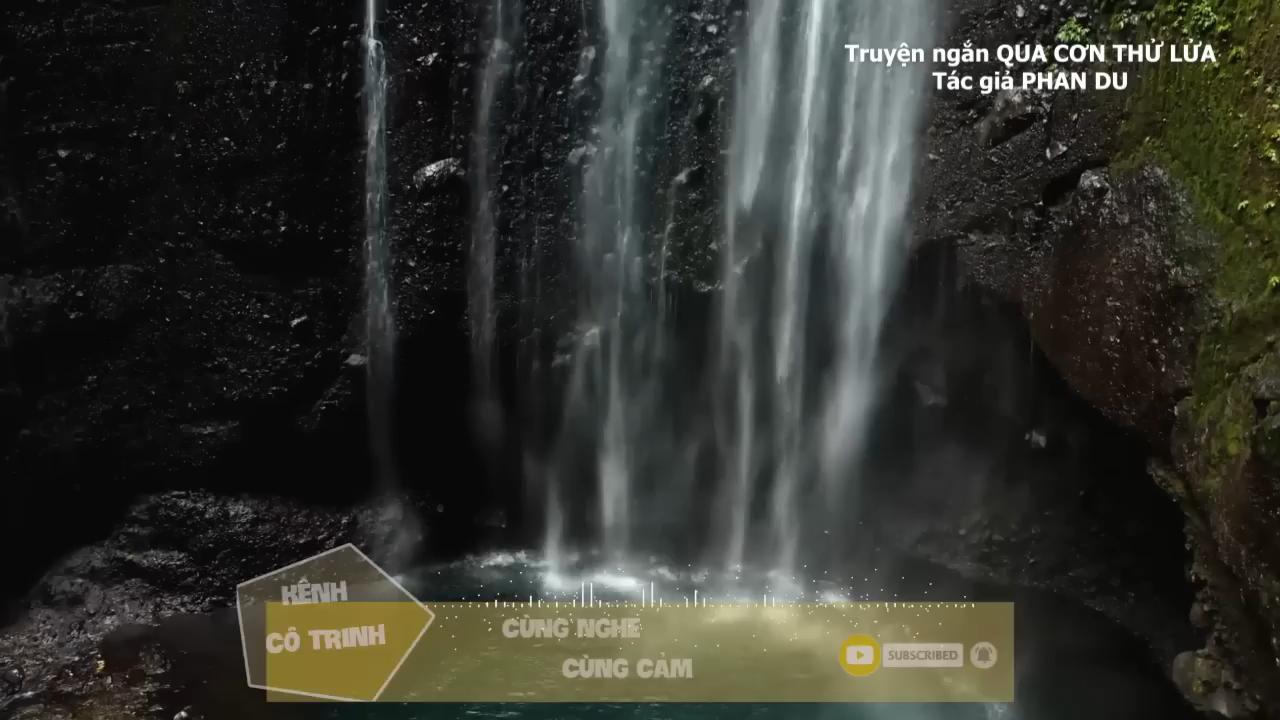 Truyện ngắn QUA CƠN THỬ LỬA
Tác giả PHAN DU
KÊNH
CÔ TRINH
CÙNG NGHE
CÙNG CẢM
SUBSCRIBED